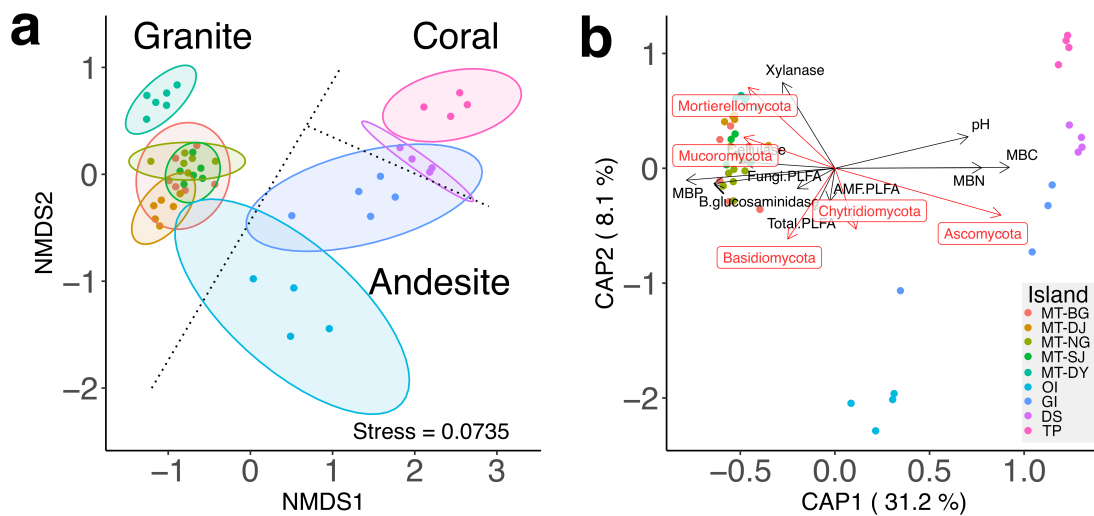 a
Granite
Coral
Andesite
Stress = 0.0735
NMDS2
1
0
−1
−2
−1
0
1
2
3
NMDS1
b
CAP2 ( 8.1 %)
1
0
−1
−2
Xylanase
Mortierellomycota
pH
Mucoromycota
Cellulase
MBC
MBN
Fungi.PLFA
MBP
B.glucosaminidase
AMF.PLFA
Chytridiomycota
Total.PLFA
Ascomycota
Basidiomycota
Island
MT-BG
MT-DJ
MT-NG
MT-SJ
MT-DY
OI
GI
DS
TP
−0.5
0.0
0.5
1.0
CAP1 ( 31.2 %)